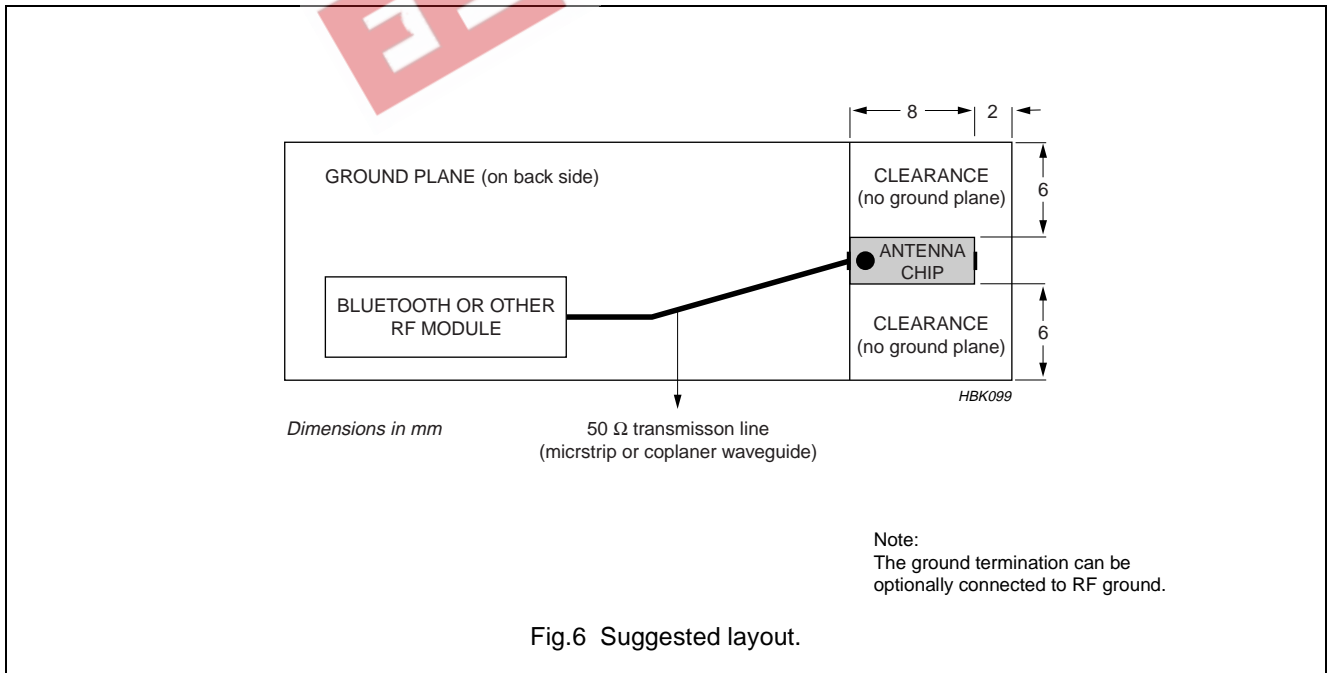 8
2
GROUND PLANE (on back side)
CLEARANCE
(no ground plane)
6
ANTENNA
CHIP
BLUETOOTH OR OTHER
RF MODULE
CLEARANCE
(no ground plane)
6
HBK099
Dimensions in mm
50 Ω transmisson line
(micrstrip or coplaner waveguide)
Note:
The ground termination can be
optionally connected to RF ground.
Fig.6 Suggested layout.